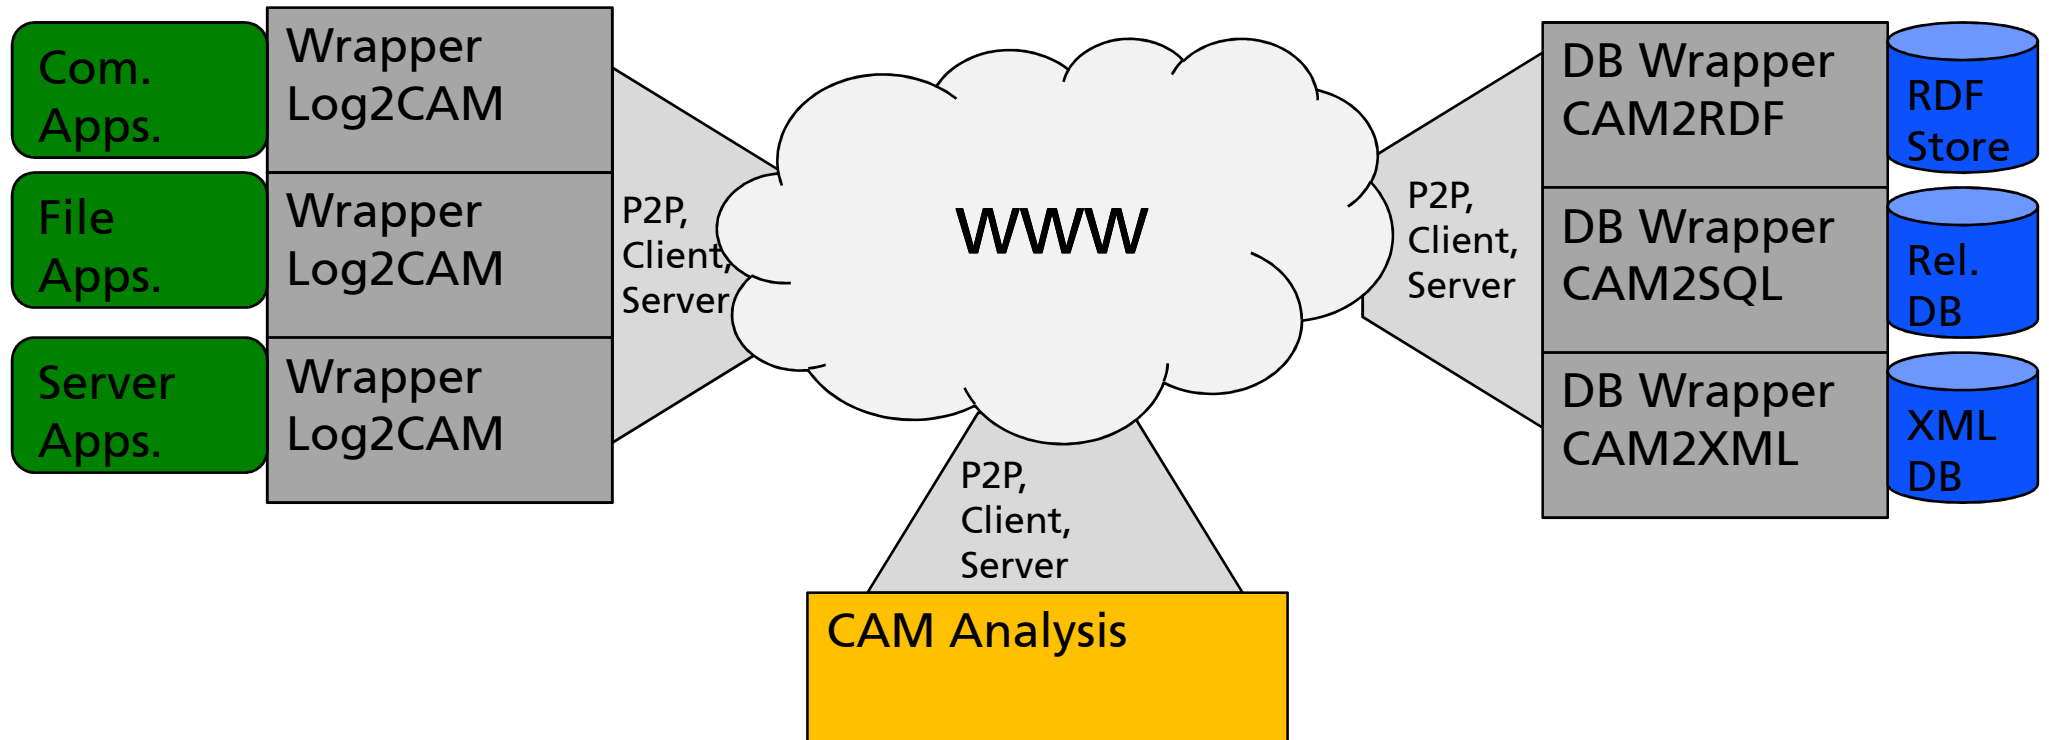 Com.
Apps.
Wrapper
Log2CAM
File
Apps.
Wrapper
Log2CAM
Server
Apps.
Wrapper
Log2CAM
P2P,
Client,
Server
WWW
P2P,
Client,
Server
DB Wrapper
CAM2RDF
RDF
Store
DB Wrapper
CAM2SQL
Rel.
DB
DB Wrapper
CAM2XML
XML
DB
P2P,
Client,
Server
CAM Analysis